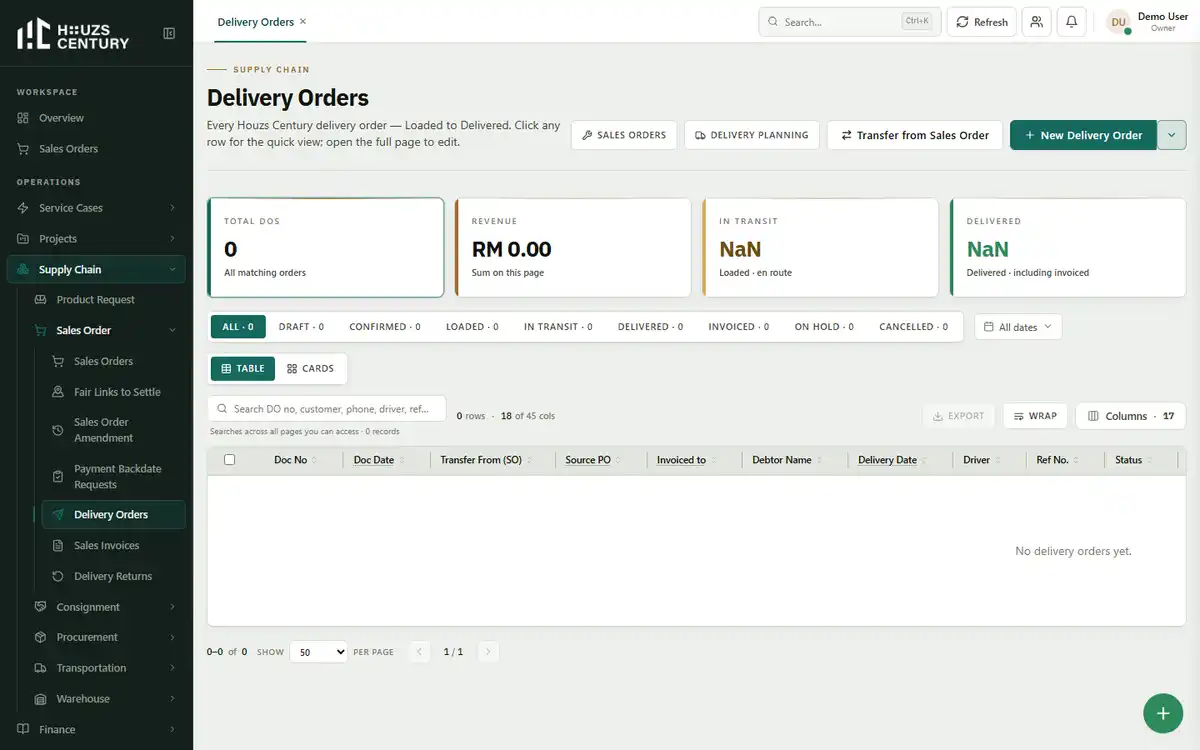 HOUZS
CENTURY
WORKSPACE
Overview
Sales Orders
OPERATIONS
Service Cases
Projects
Supply Chain
Product Request
Sales Order
Sales Orders
Fair Links to Settle
Sales Order
Amendment
Payment Backdate
Requests
Delivery Orders
Sales Invoices
Delivery Returns
Consignment
Procurement
Transportation
Warehouse
Finance
Delivery Orders ×
Search... Ctrl+K
Refresh
DU
Demo User
Owner
SUPPLY CHAIN
Delivery Orders
Every Houzs Century delivery order — Loaded to Delivered. Click any
row for the quick view; open the full page to edit.
SALES ORDERS
DELIVERY PLANNING
Transfer from Sales Order
+ New Delivery Order
TOTAL DOS
0
All matching orders
REVENUE
RM 0.00
Sum on this page
IN TRANSIT
NaN
Loaded · en route
DELIVERED
NaN
Delivered · including invoiced
ALL · 0 DRAFT · 0 CONFIRMED · 0 LOADED · 0 IN TRANSIT · 0 DELIVERED · 0 INVOICED · 0 ON HOLD · 0 CANCELLED · 0 All dates
TABLE CARDS
Search DO no, customer, phone, driver, ref... 0 rows · 18 of 45 cols EXPORT WRAP Columns · 17
Searches across all pages you can access · 0 records
Doc No Doc Date Transfer From (SO) Source PO Invoiced to Debtor Name Delivery Date Driver Ref No. Status
No delivery orders yet.
0–0 of 0 SHOW 50 PER PAGE 1 / 1
+